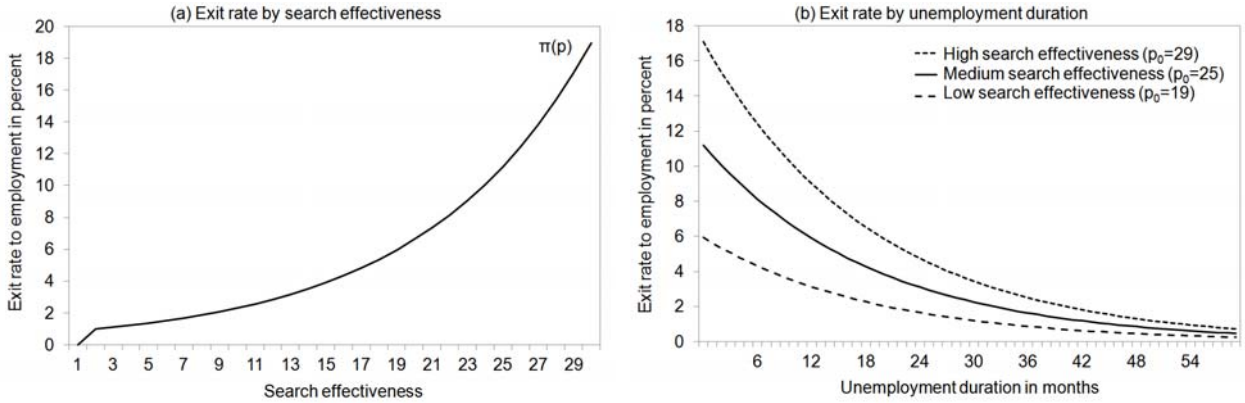 (a) Exit rate by search effectiveness
20
18
16
14
12
10
8
6
4
2
0
Exit rate to employment in percent
π(p)
1 3 5 7 9 11 13 15 17 19 21 23 25 27 29
Search effectiveness
(b) Exit rate by unemployment duration
18
16
14
12
10
8
6
4
2
0
Exit rate to employment in percent
High search effectiveness (p₀=29)
Medium search effectiveness (p₀=25)
Low search effectiveness (p₀=19)
6 12 18 24 30 36 42 48 54
Unemployment duration in months